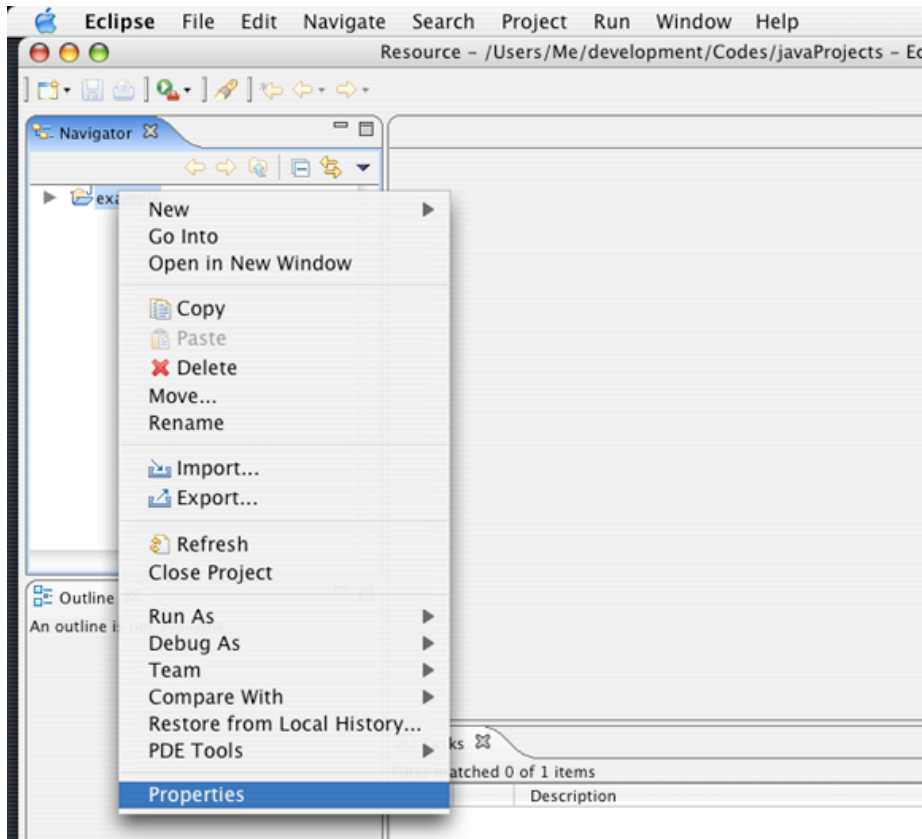 Eclipse File Edit Navigate Search Project Run Window Help
Resource – /Users/Me/development/Codes/javaProjects – Ec
Navigator
New
Go Into
Open in New Window
Copy
Paste
Delete
Move...
Rename
Import...
Export...
Refresh
Close Project
Outline
An outline i
Run As
Debug As
Team
Compare With
Restore from Local History...
PDE Tools
Properties
matched 0 of 1 items
Description